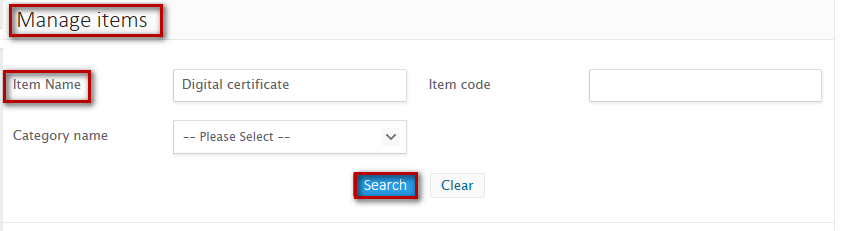 Manage items
Item Name Digital certificate Item code
Category name -- Please Select --
Search Clear